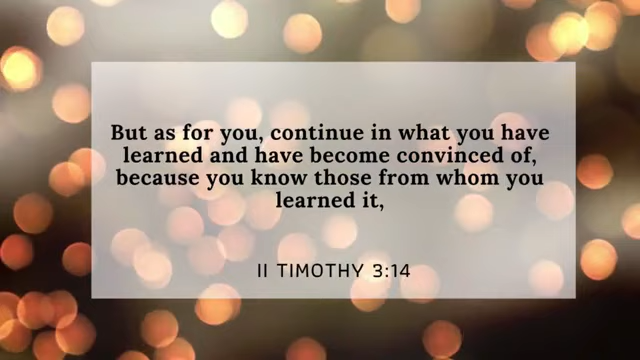 But as for you, continue in what you have
learned and have become convinced of,
because you know those from whom you
learned it,
II TIMOTHY 3:14